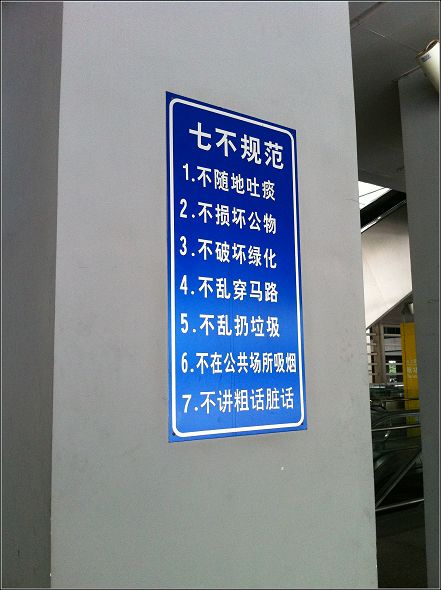 七不规范
1.不随地吐痰
2.不损坏公物
3.不破坏绿化
4.不乱穿马路
5.不乱扔垃圾
6.不在公共场所吸烟
7.不讲粗话脏话